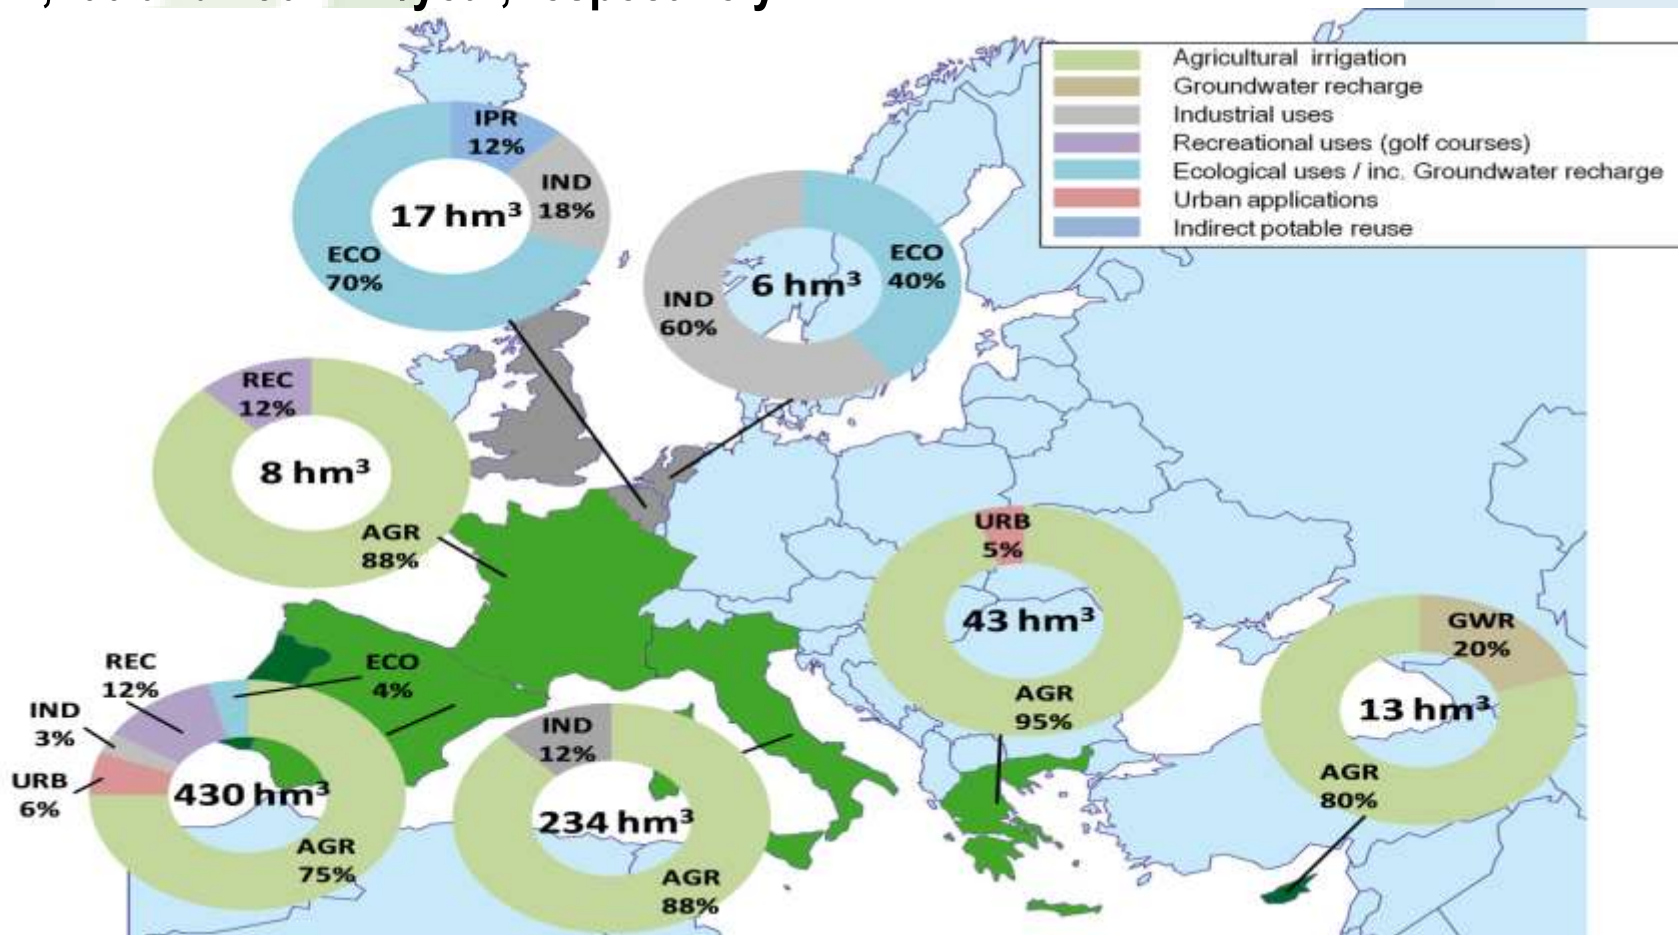 Agricultural irrigation
Groundwater recharge
Industrial uses
Recreational uses (golf courses)
Ecological uses / inc. Groundwater recharge
Urban applications
Indirect potable reuse
IPR
12%
IND
18%
17 hm³
ECO
70%
ECO
40%
6 hm³
IND
60%
REC
12%
8 hm³
AGR
88%
URB
5%
43 hm³
AGR
95%
GWR
20%
13 hm³
AGR
80%
REC
12%
ECO
4%
IND
3%
URB
6%
430 hm³
AGR
75%
IND
12%
234 hm³
AGR
88%